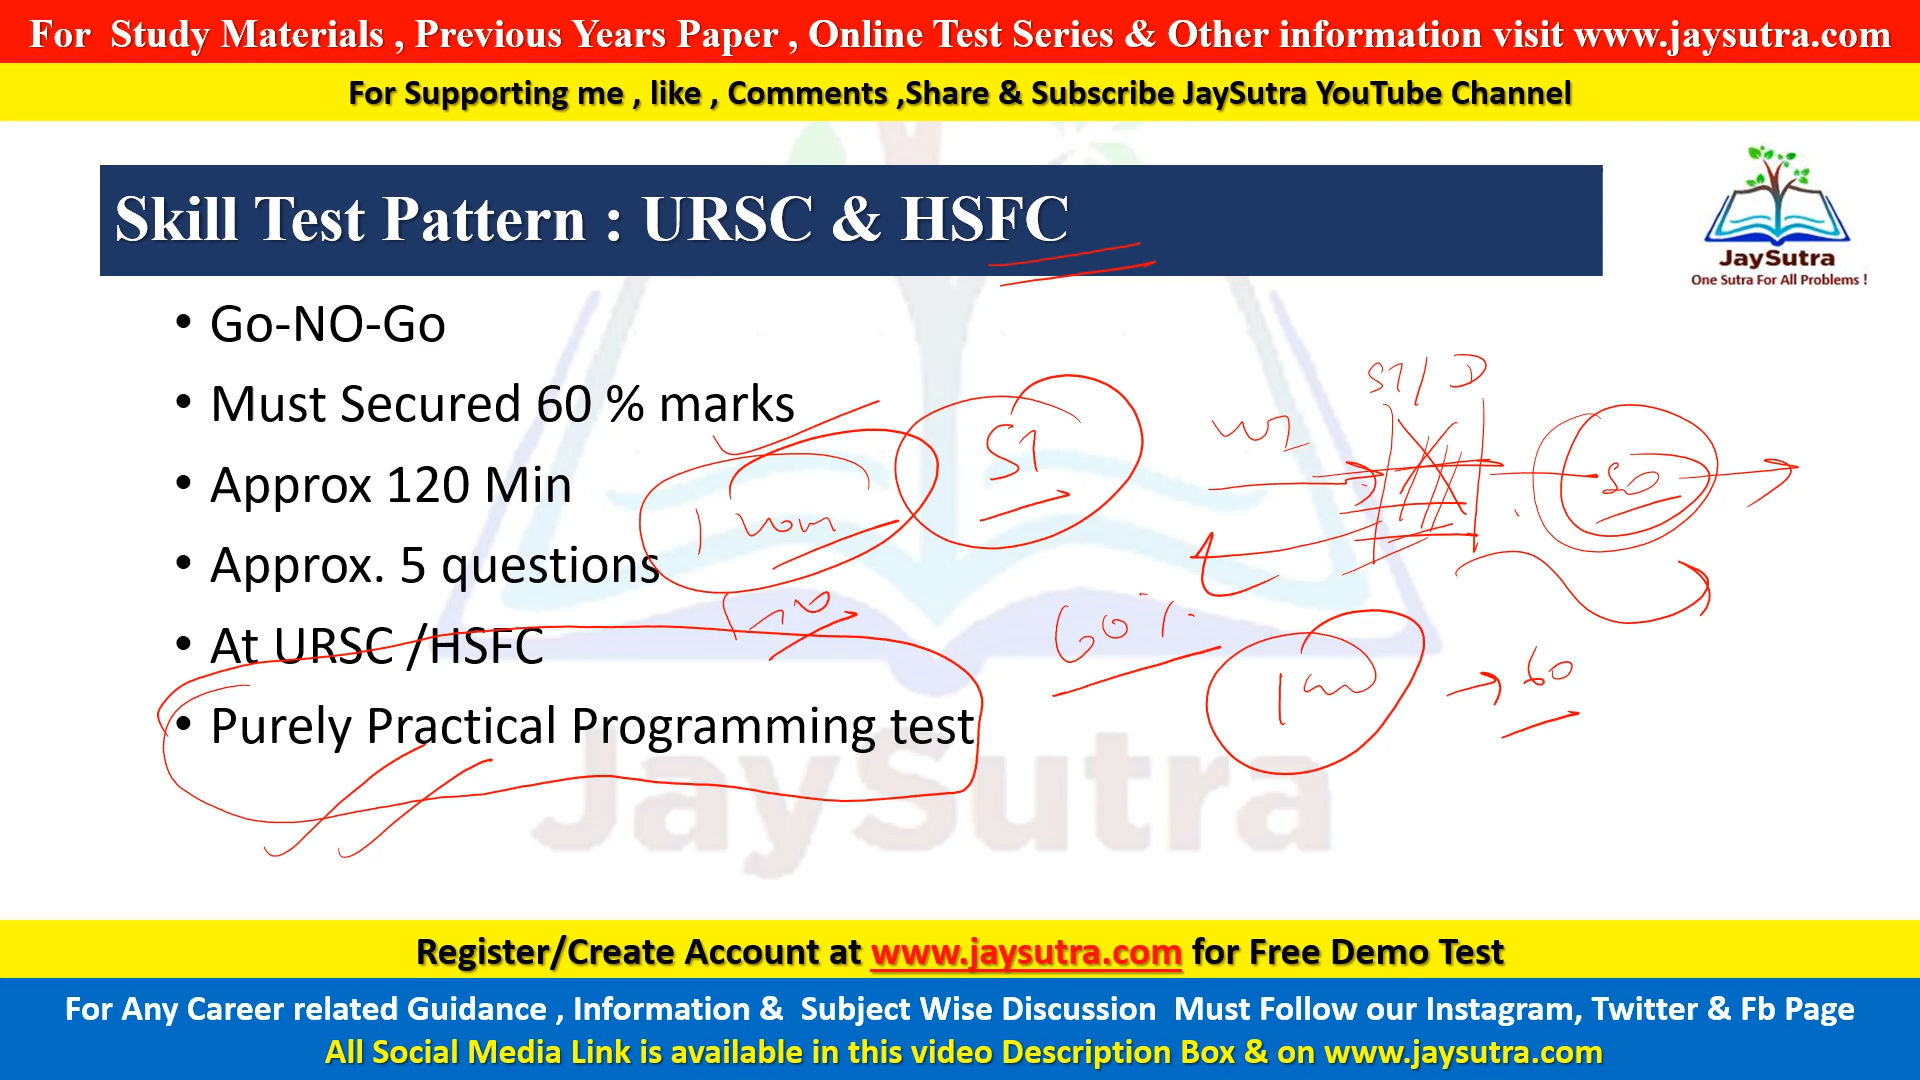 For Study Materials , Previous Years Paper , Online Test Series & Other information visit www.jaysutra.com
For Supporting me , like , Comments ,Share & Subscribe JaySutra YouTube Channel
Skill Test Pattern : URSC & HSFC
JaySutra
One Sutra For All Problems !
• Go-NO-Go
• Must Secured 60 % marks
• Approx 120 Min
• Approx. 5 questions
• At URSC /HSFC
• Purely Practical Programming test
ST
60%
60
JaySutra
Register/Create Account at www.jaysutra.com for Free Demo Test
For Any Career related Guidance , Information & Subject Wise Discussion Must Follow our Instagram, Twitter & Fb Page
All Social Media Link is available in this video Description Box & on www.jaysutra.com